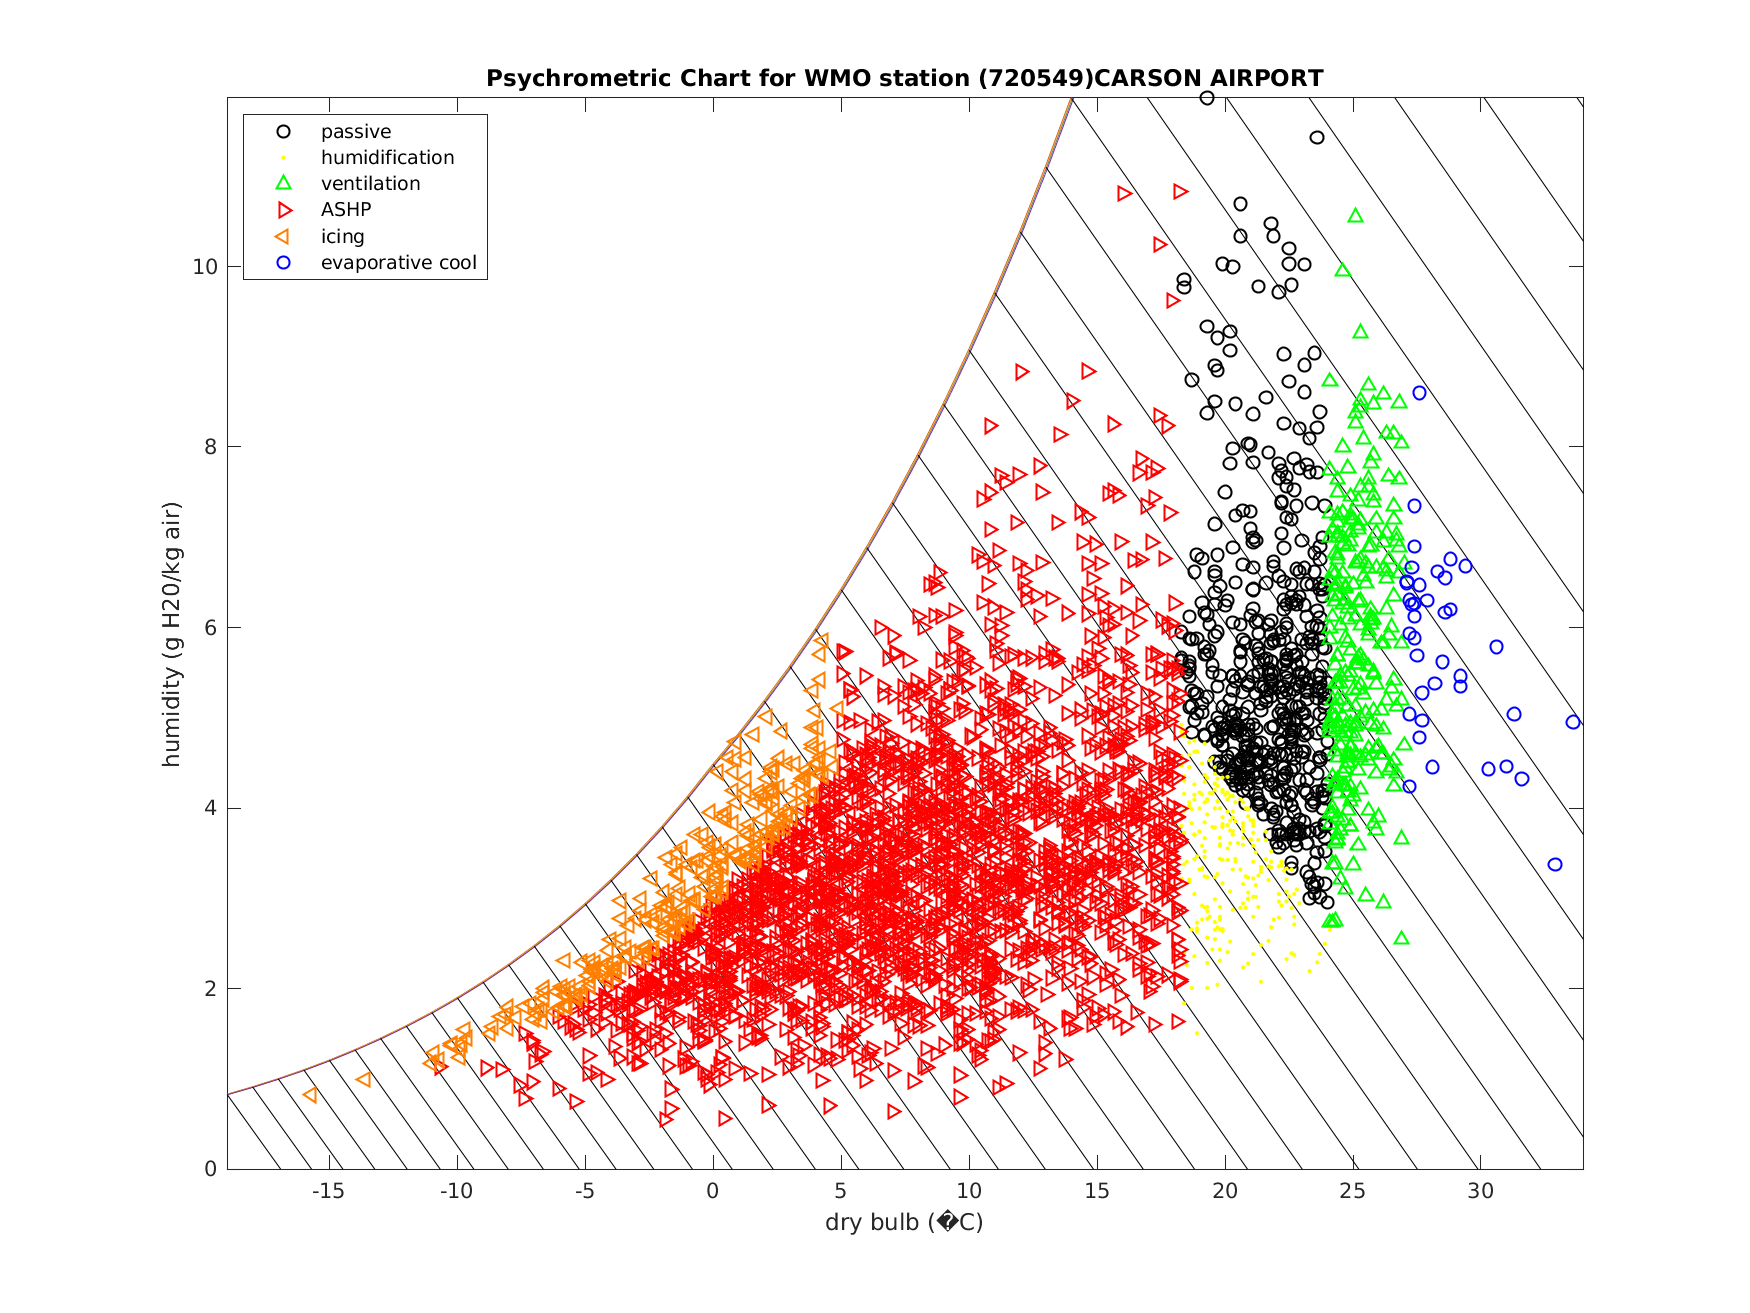 Psychrometric Chart for WMO station (720549)CARSON AIRPORT
passive
humidification
ventilation
ASHP
icing
evaporative cool
humidity (g H20/kg air)
10
8
6
4
2
0
-15 -10 -5 0 5 10 15 20 25 30
dry bulb (�C)